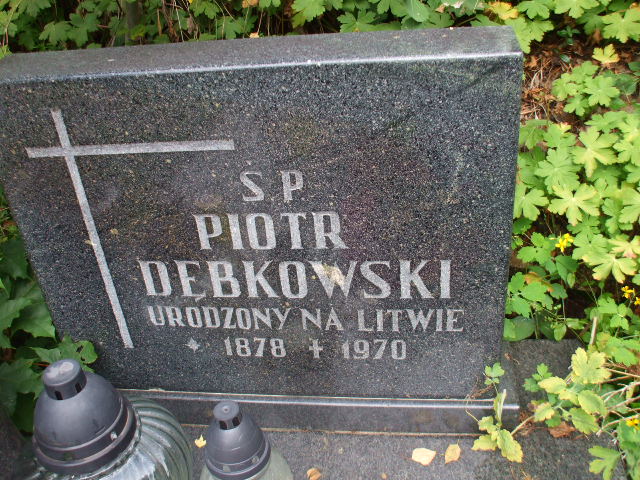 Ś P
PIOTR
DĘBKOWSKI
URODZONY NA LITWIE
* 1878 ✝ 1970